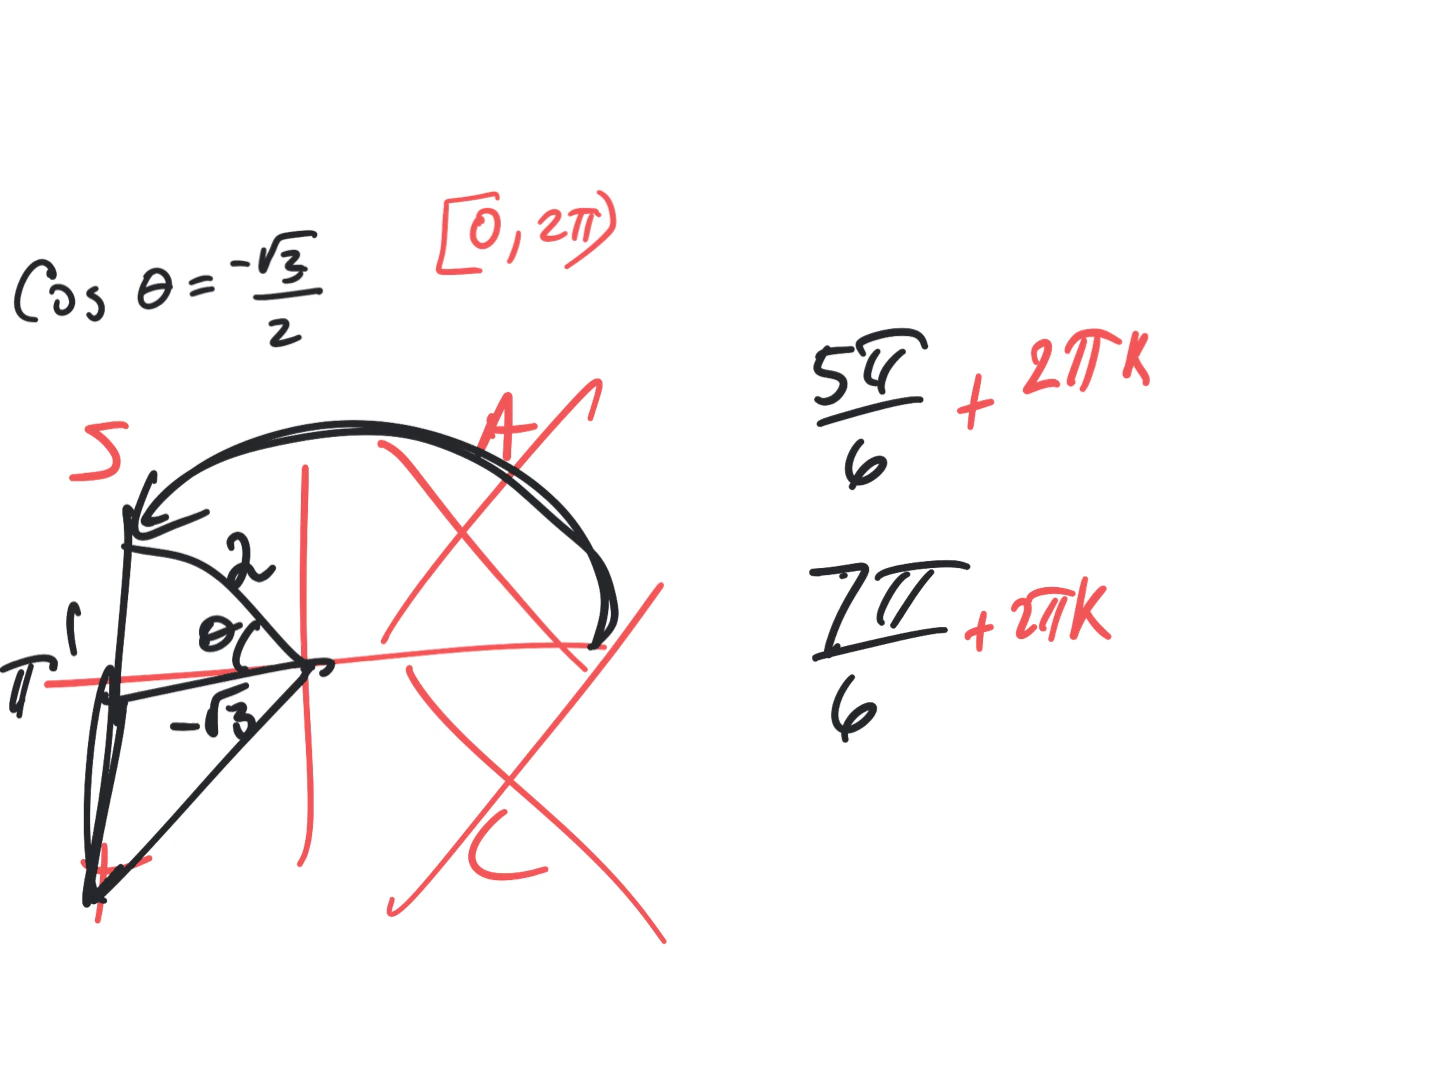 [0, 2π)
Cos θ = -√3/2
5π/6 + 2πK
S
A
2
θ
1
π
-√3
7π/6 + 2πK
T
C